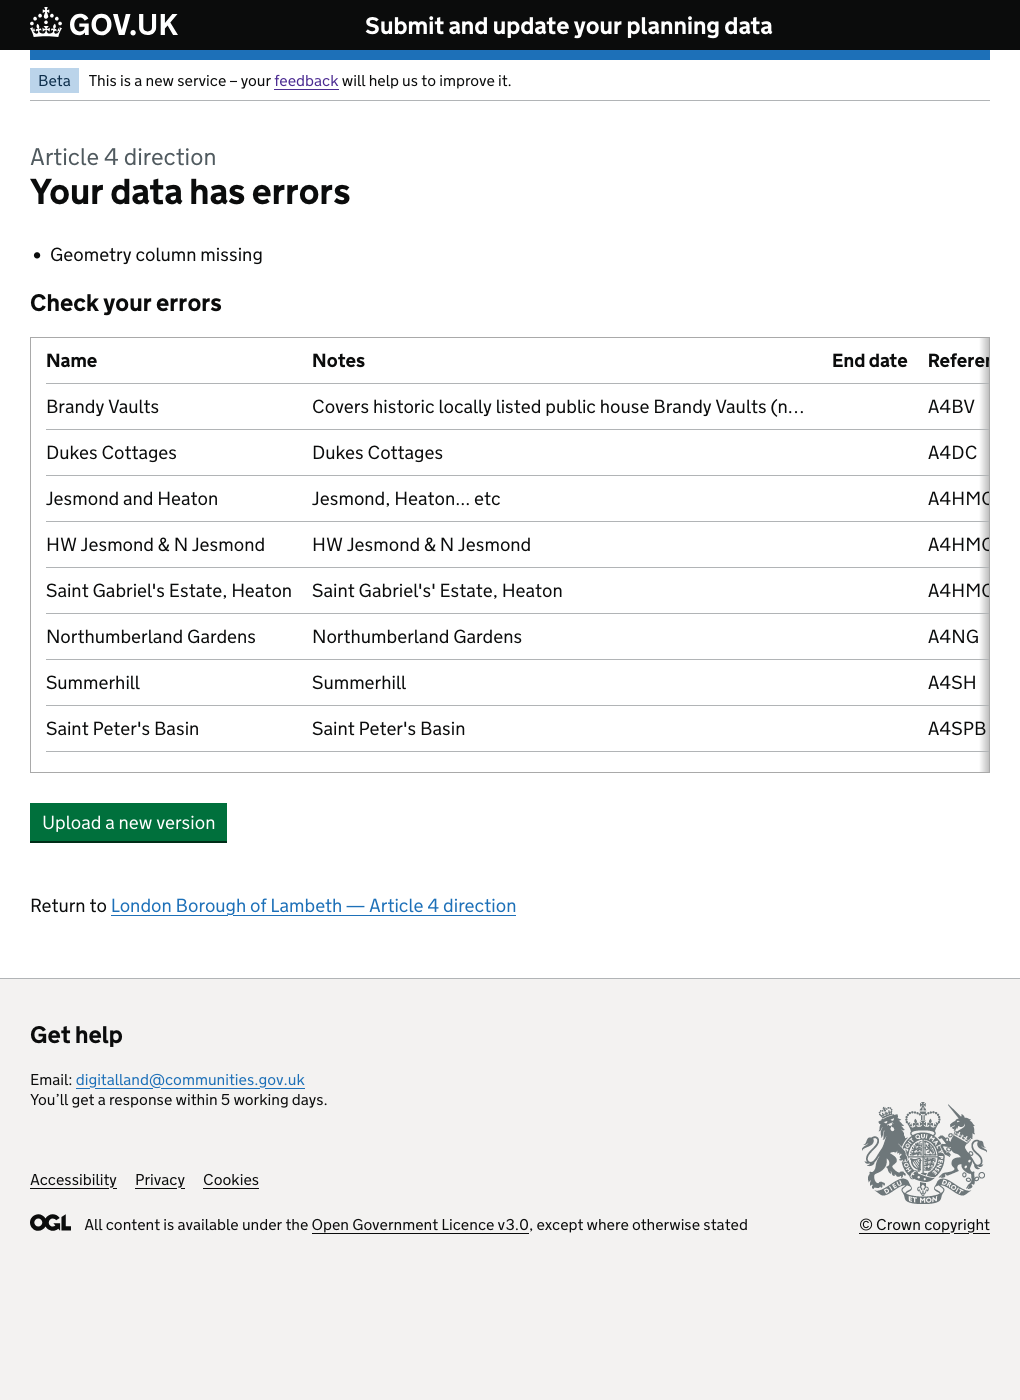 GOV.UK
Submit and update your planning data
Beta This is a new service – your feedback will help us to improve it.
Article 4 direction
Your data has errors
• Geometry column missing
Check your errors
Name Notes End date Referen
Brandy Vaults Covers historic locally listed public house Brandy Vaults (n… A4BV
Dukes Cottages Dukes Cottages A4DC
Jesmond and Heaton Jesmond, Heaton... etc A4HMO
HW Jesmond & N Jesmond HW Jesmond & N Jesmond A4HMO
Saint Gabriel's Estate, Heaton Saint Gabriel's' Estate, Heaton A4HMO
Northumberland Gardens Northumberland Gardens A4NG
Summerhill Summerhill A4SH
Saint Peter's Basin Saint Peter's Basin A4SPB
Upload a new version
Return to London Borough of Lambeth — Article 4 direction
Get help
Email: digitalland@communities.gov.uk
You’ll get a response within 5 working days.
Accessibility Privacy Cookies
OGL All content is available under the Open Government Licence v3.0, except where otherwise stated
© Crown copyright